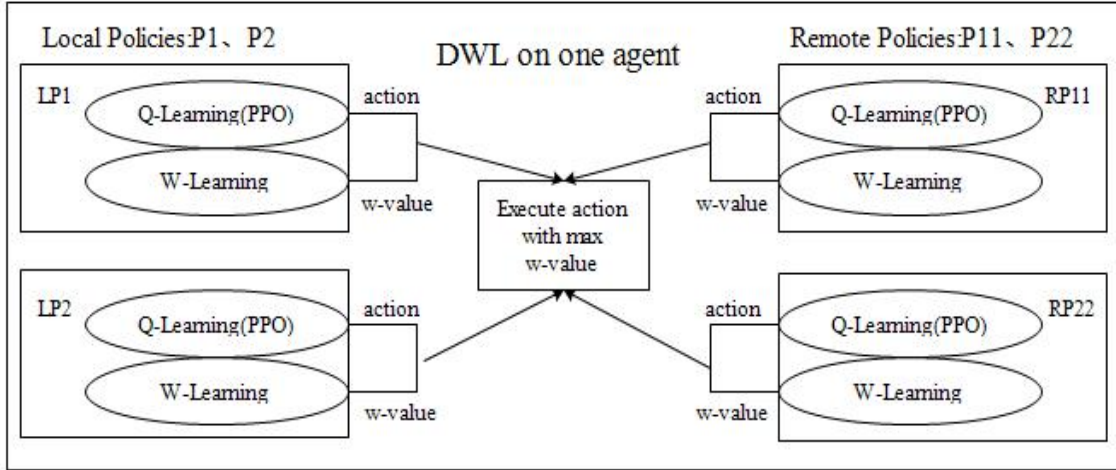 Local Policies:P1、P2
DWL on one agent
Remote Policies:P11、P22
LP1
Q-Learning(PPO)
W-Learning
action
w-value
action
w-value
Q-Learning(PPO)
W-Learning
RP11
Execute action
with max
w-value
LP2
Q-Learning(PPO)
W-Learning
action
w-value
action
w-value
Q-Learning(PPO)
W-Learning
RP22